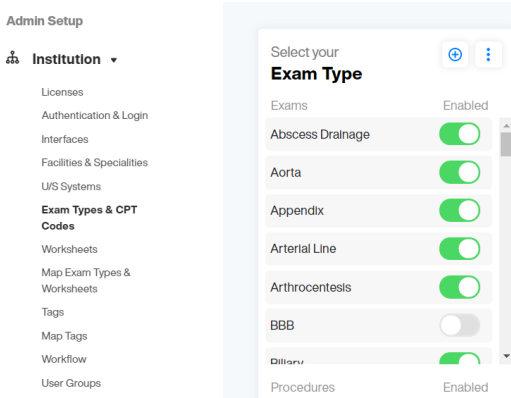 Admin Setup
Institution
Licenses
Authentication & Login
Interfaces
Facilities & Specialities
U/S Systems
Exam Types & CPT
Codes
Worksheets
Map Exam Types &
Worksheets
Tags
Map Tags
Workflow
User Groups
Select your
Exam Type
Exams Enabled
Abscess Drainage
Aorta
Appendix
Arterial Line
Arthrocentesis
BBB
Biliary
Procedures Enabled